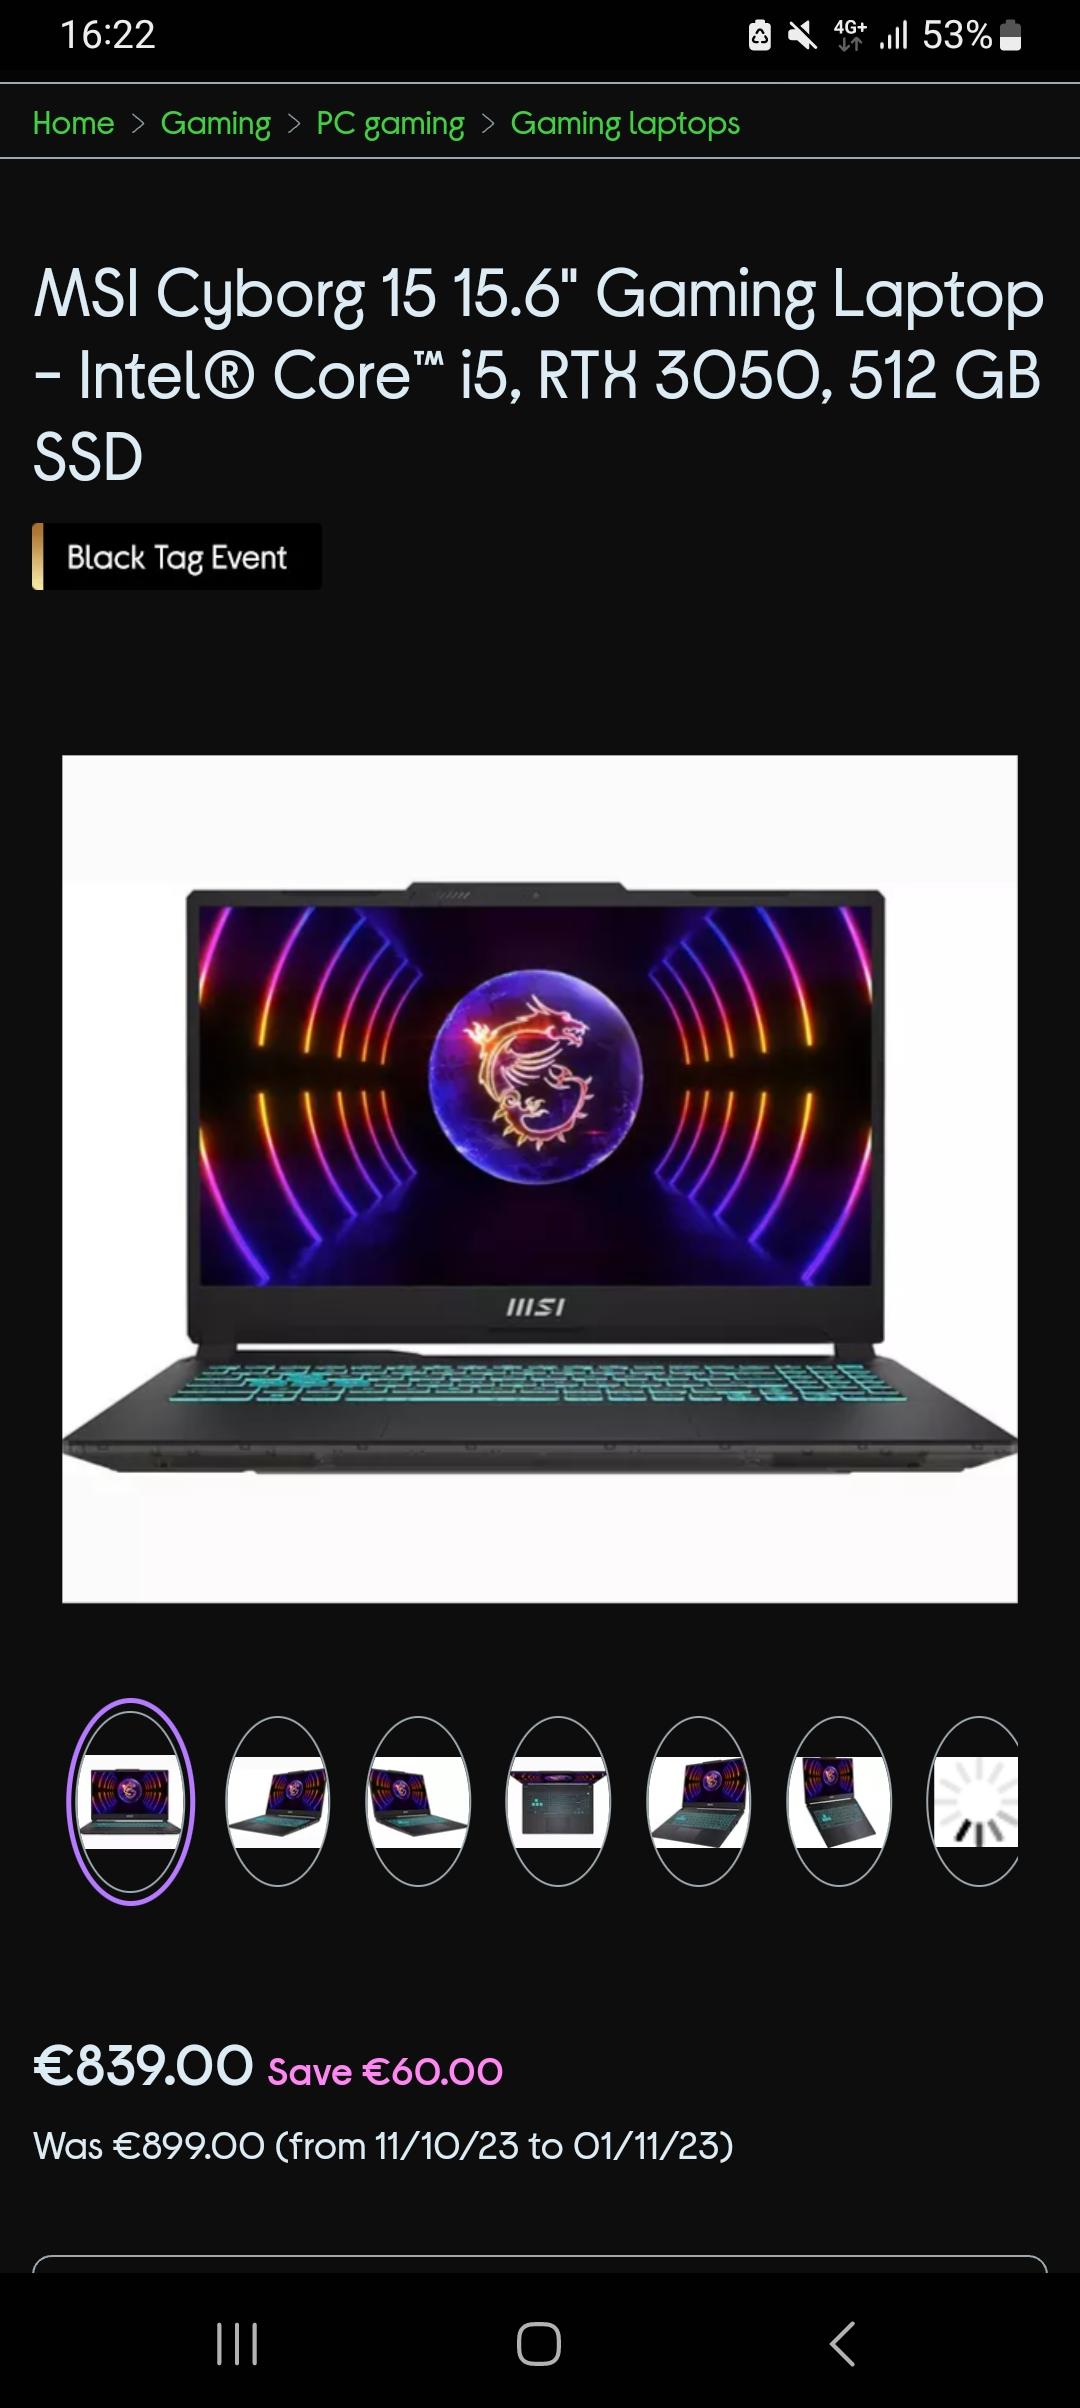 16:22
4G+ 53%
Home > Gaming > PC gaming > Gaming laptops
MSI Cyborg 15 15.6" Gaming Laptop
- Intel® Core™ i5, RTX 3050, 512 GB
SSD
Black Tag Event
MSI
€839.00 Save €60.00
Was €899.00 (from 11/10/23 to 01/11/23)